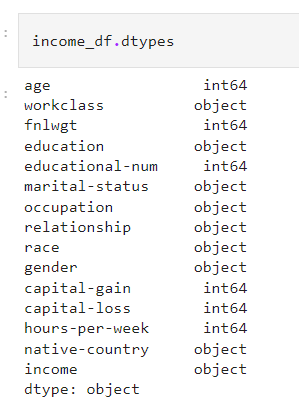 :
income_df.dtypes
:
age int64
workclass object
fnlwgt int64
education object
educational-num int64
marital-status object
occupation object
relationship object
race object
gender object
capital-gain int64
capital-loss int64
hours-per-week int64
native-country object
income object
dtype: object